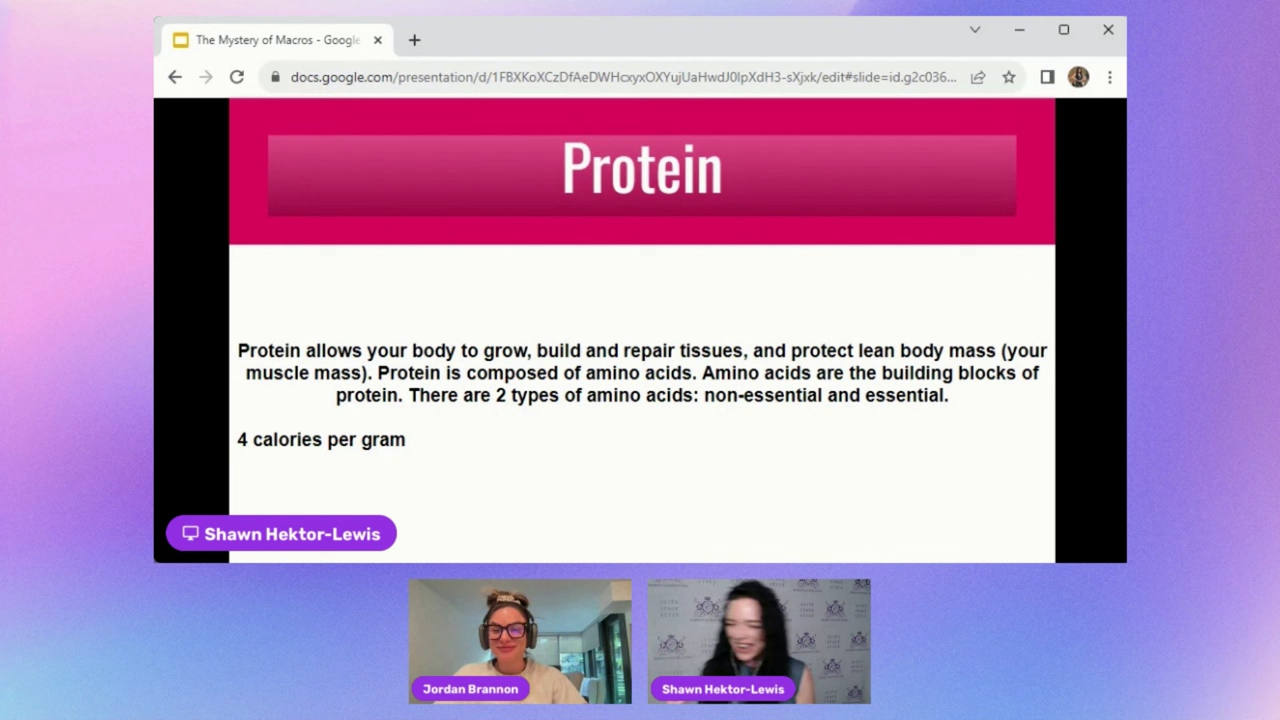 The Mystery of Macros - Google
docs.google.com/presentation/d/1FBXKoXCzDfAeDWHcxyxOXYujUaHwdJ0lpXdH3-sXjxk/edit#slide=id.g2c036...
Protein
Protein allows your body to grow, build and repair tissues, and protect lean body mass (your
muscle mass). Protein is composed of amino acids. Amino acids are the building blocks of
protein. There are 2 types of amino acids: non-essential and essential.
4 calories per gram
Shawn Hektor-Lewis
Jordan Brannon
Shawn Hektor-Lewis